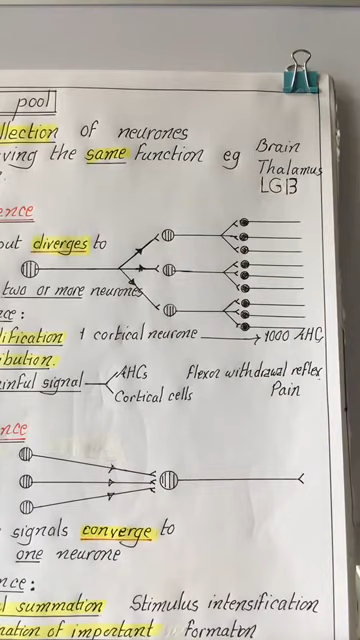 pool
llection of neurones
ving the same function eg Brain
Thalamus
LGB
ence
out diverges to
two or more neurones
nce:
lification 1 cortical neurone → 1000 AHC
ibution.
inful signal AHCs Flexor withdrawal reflex
Cortical cells Pain
ence
signals converge to
one neurone
nce:
l summation Stimulus intensification
ation of important formaton